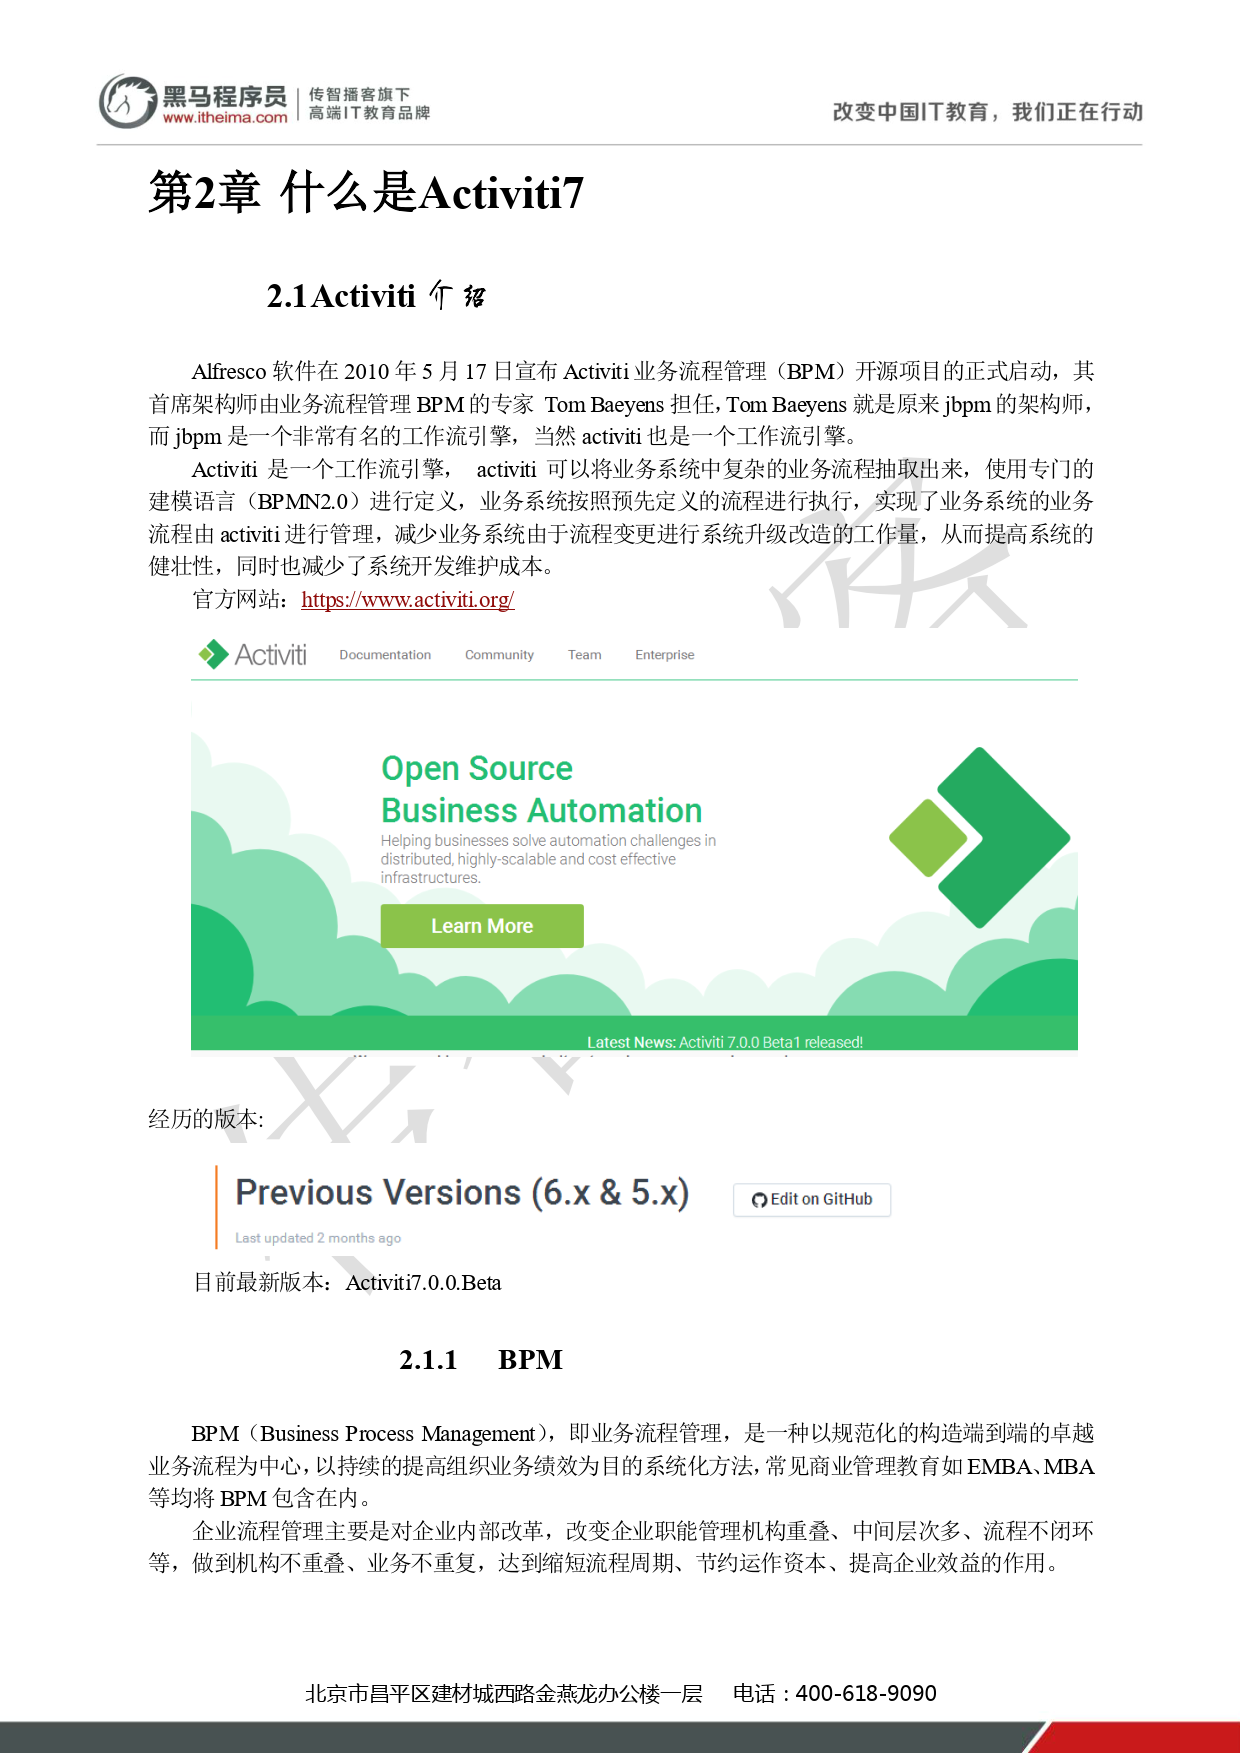 黑马程序员
www.itheima.com
传智播客旗下
高端IT教育品牌
改变中国IT教育，我们正在行动
第2章 什么是Activiti7
2.1Activiti 介绍
Alfresco 软件在 2010 年 5 月 17 日宣布 Activiti 业务流程管理（BPM）开源项目的正式启动，其
首席架构师由业务流程管理 BPM 的专家 Tom Baeyens 担任，Tom Baeyens 就是原来 jbpm 的架构师，
而 jbpm 是一个非常有名的工作流引擎，当然 activiti 也是一个工作流引擎。
Activiti 是一个工作流引擎， activiti 可以将业务系统中复杂的业务流程抽取出来，使用专门的
建模语言（BPMN2.0）进行定义，业务系统按照预先定义的流程进行执行，实现了业务系统的业务
流程由 activiti 进行管理，减少业务系统由于流程变更进行系统升级改造的工作量，从而提高系统的
健壮性，同时也减少了系统开发维护成本。
官方网站：https://www.activiti.org/
Activiti Documentation Community Team Enterprise
Open Source
Business Automation
Helping businesses solve automation challenges in
distributed, highly-scalable and cost effective
infrastructures.
Learn More
Latest News: Activiti 7.0.0 Beta1 released!
经历的版本:
Previous Versions (6.x & 5.x)
Edit on GitHub
Last updated 2 months ago
目前最新版本：Activiti7.0.0.Beta
2.1.1 BPM
BPM（Business Process Management），即业务流程管理，是一种以规范化的构造端到端的卓越
业务流程为中心，以持续的提高组织业务绩效为目的系统化方法，常见商业管理教育如 EMBA、MBA
等均将 BPM 包含在内。
企业流程管理主要是对企业内部改革，改变企业职能管理机构重叠、中间层次多、流程不闭环
等，做到机构不重叠、业务不重复，达到缩短流程周期、节约运作资本、提高企业效益的作用。
北京市昌平区建材城西路金燕龙办公楼一层 电话：400-618-9090